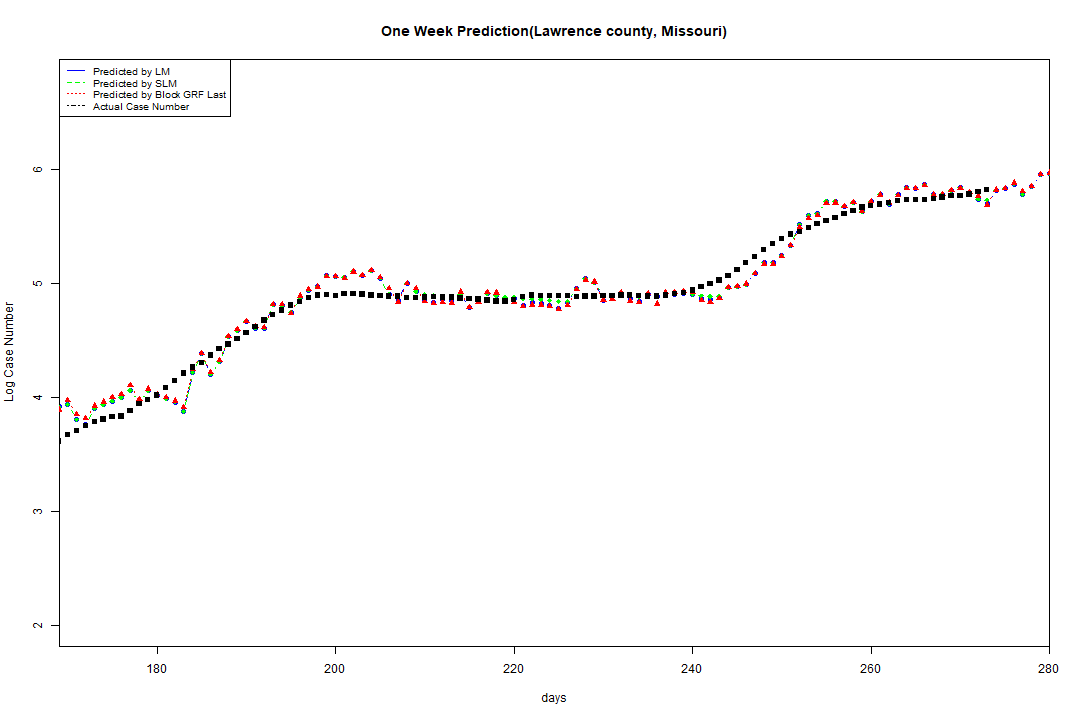 One Week Prediction(Lawrence county, Missouri)
Predicted by LM
Predicted by SLM
Predicted by Block GRF Last
Actual Case Number
6
5
4
3
2
Log Case Number
180 200 220 240 260 280
days